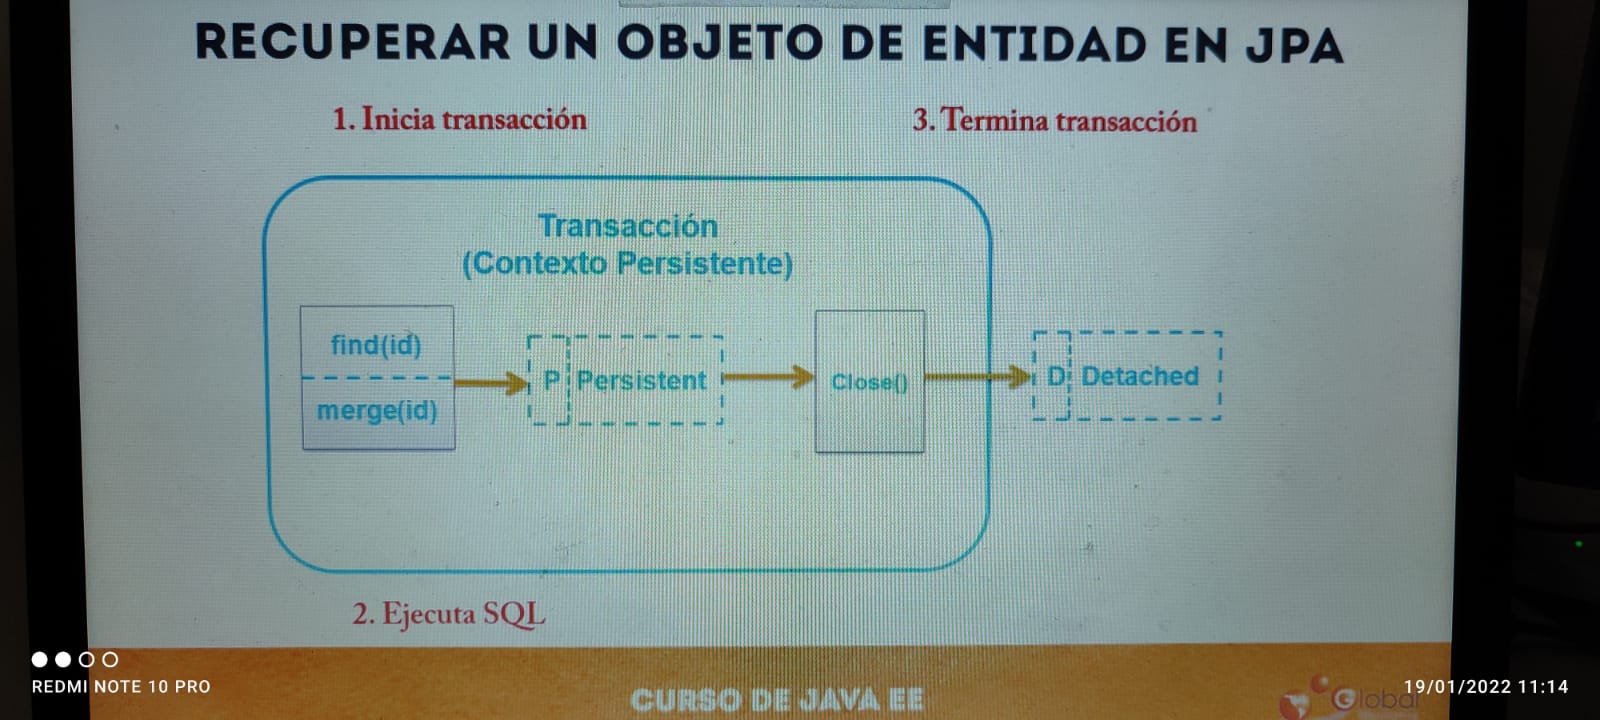 RECUPERAR UN OBJETO DE ENTIDAD EN JPA
1. Inicia transacción
3. Termina transacción
Transacción
(Contexto Persistente)
find(id)
merge(id)
P Persistent
Close()
D Detached
2. Ejecuta SQL
CURSO DE JAVA EE
Global
REDMI NOTE 10 PRO
19/01/2022 11:14